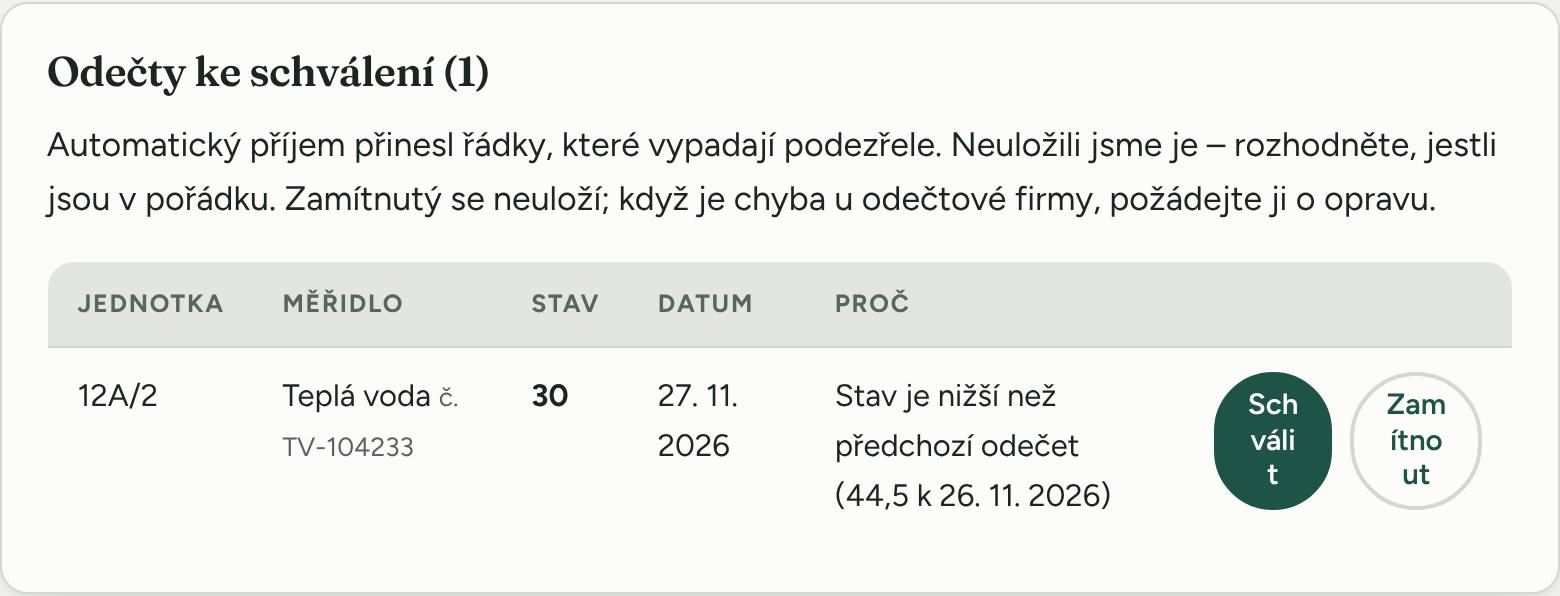 Odečty ke schválení (1)
Automatický příjem přinesl řádky, které vypadají podezřele. Neuložili jsme je – rozhodněte, jestli
jsou v pořádku. Zamítnutý se neuloží; když je chyba u odečtové firmy, požádejte ji o opravu.
JEDNOTKA MĚŘIDLO STAV DATUM PROČ
12A/2
Teplá voda č.
TV-104233
30
27. 11.
2026
Stav je nižší než
předchozí odečet
(44,5 k 26. 11. 2026)
Sch
váli
t
Zam
ítno
ut